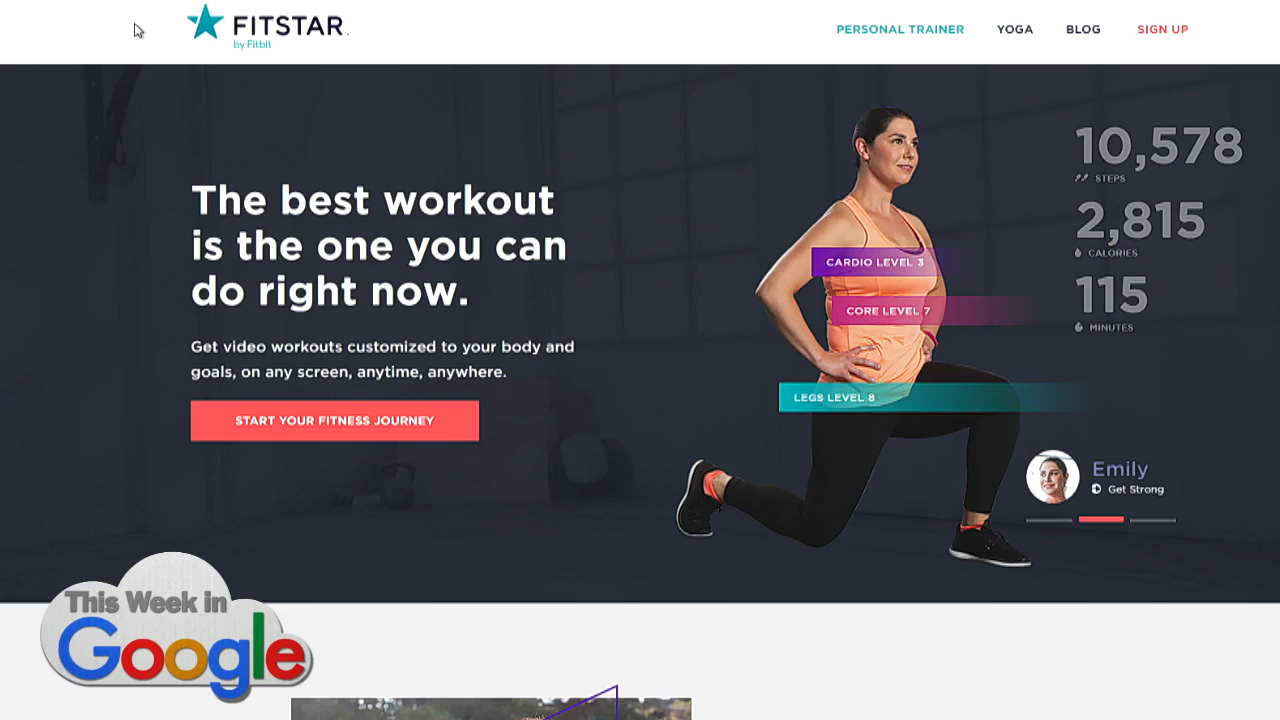 FITSTAR
by Fitbit
PERSONAL TRAINER
YOGA
BLOG
SIGN UP
The best workout
is the one you can
do right now.
Get video workouts customized to your body and
goals, on any screen, anytime, anywhere.
START YOUR FITNESS JOURNEY
CARDIO LEVEL 3
CORE LEVEL 7
LEGS LEVEL 8
10,578
STEPS
2,815
CALORIES
115
MINUTES
Emily
Get Strong
This Week in
Google